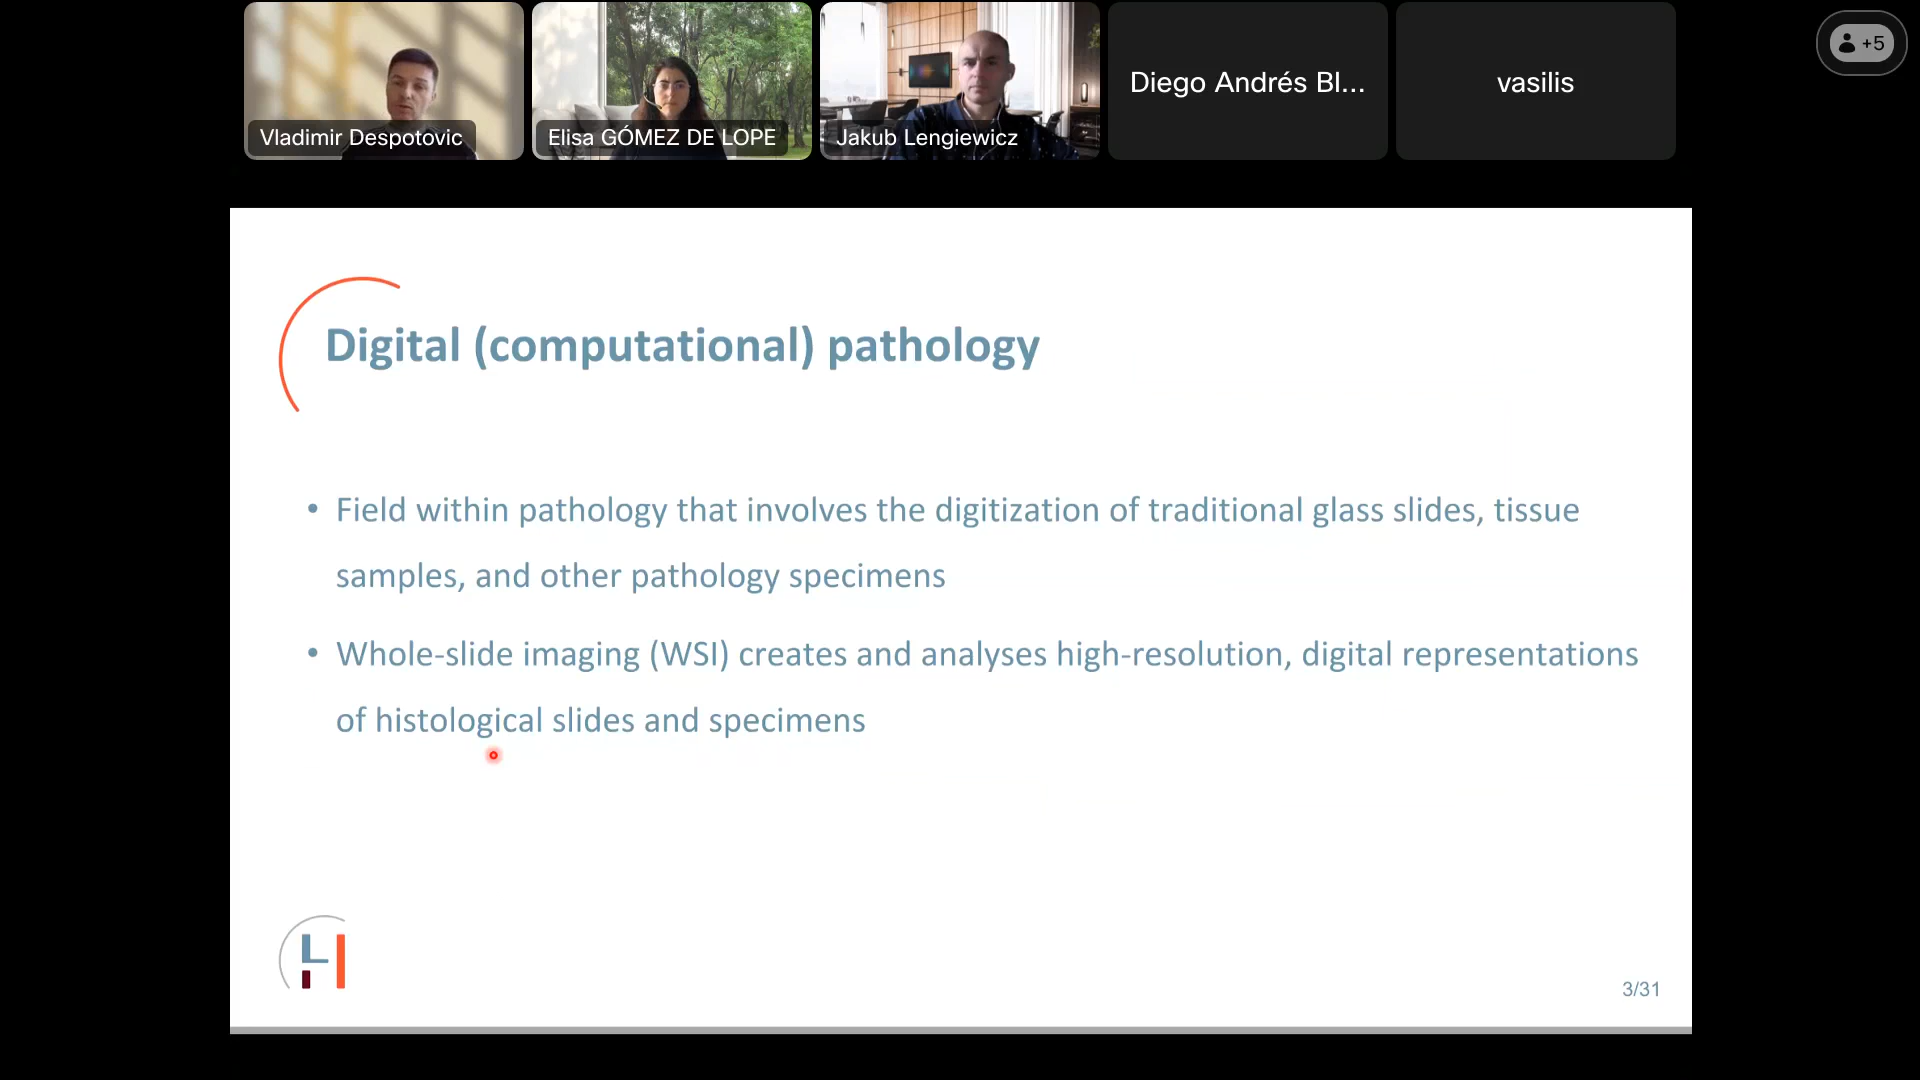 Vladimir Despotovic
Elisa GÓMEZ DE LOPE
Jakub Lengiewicz
Diego Andrés Bl...
vasilis
+5
Digital (computational) pathology
• Field within pathology that involves the digitization of traditional glass slides, tissue
samples, and other pathology specimens
• Whole-slide imaging (WSI) creates and analyses high-resolution, digital representations
of histological slides and specimens
3/31